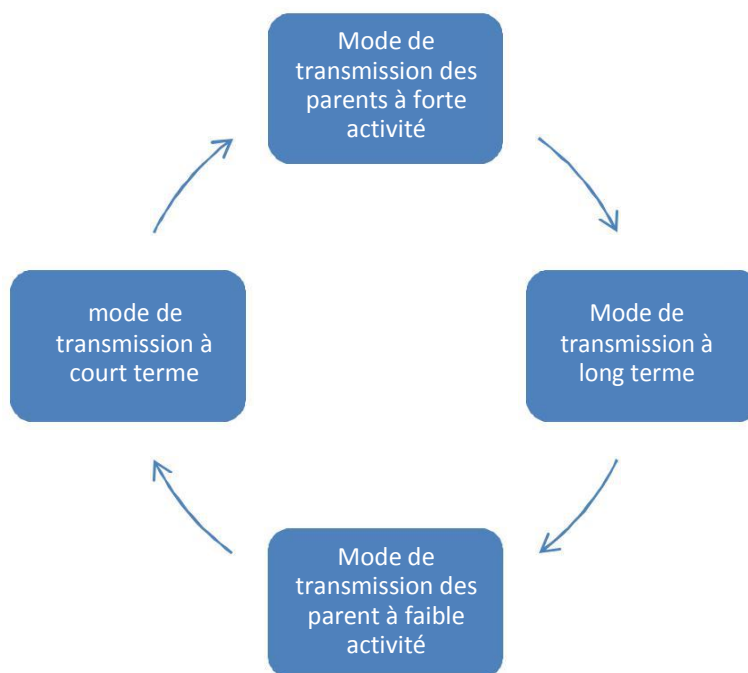 Mode de
transmission des
parents à forte
activité
mode de
transmission à
court terme
Mode de
transmission à
long terme
Mode de
transmission des
parent à faible
activité